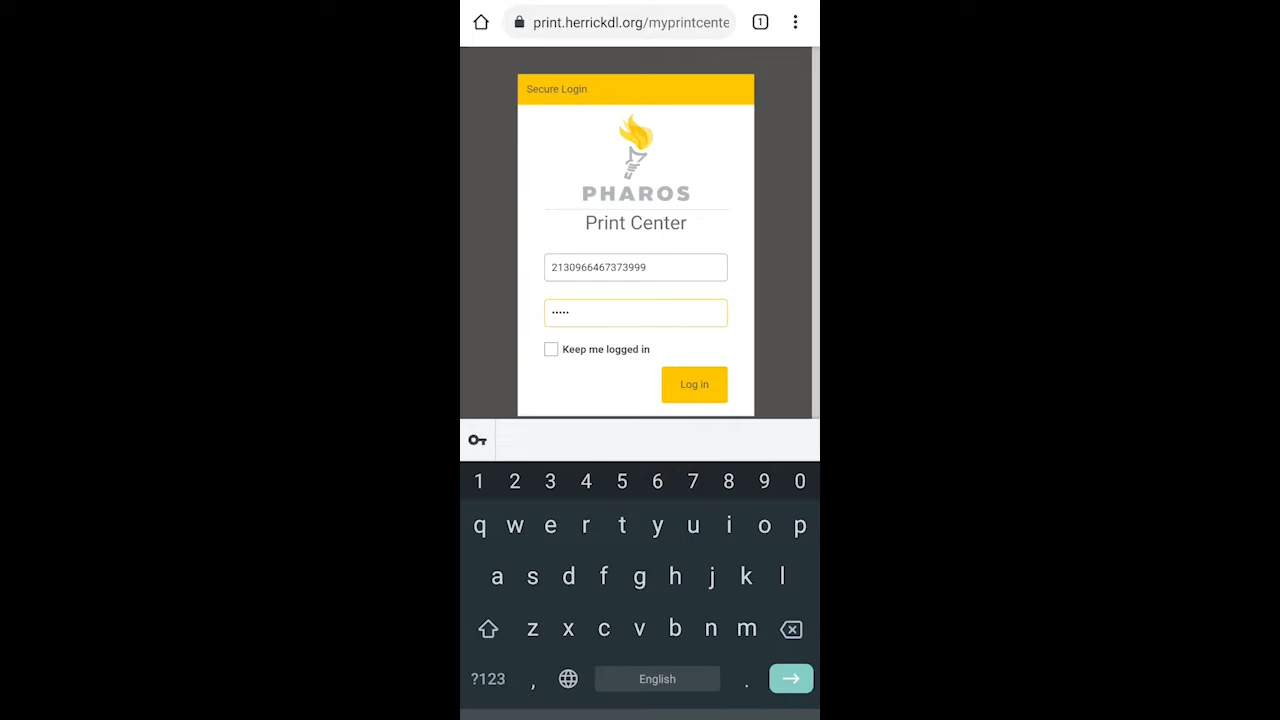 print.herrickdl.org/myprintcente
1
Secure Login
PHAROS
Print Center
2130966467373999
•••••
Keep me logged in
Log in
1 2 3 4 5 6 7 8 9 0
q w e r t y u i o p
a s d f g h j k l
z x c v b n m
?123 , English .